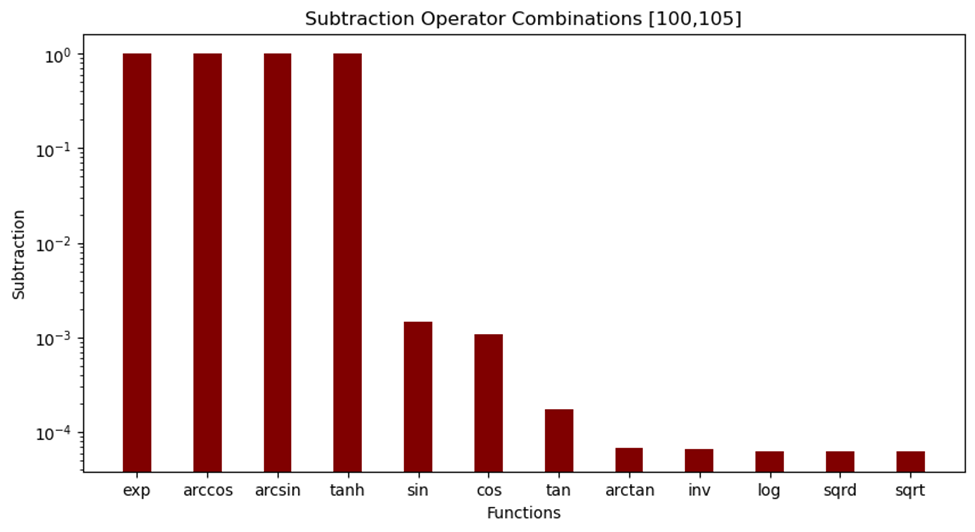 Subtraction Operator Combinations [100,105]
10⁰
10⁻¹
10⁻²
10⁻³
10⁻⁴
Subtraction
exp arccos arcsin tanh sin cos tan arctan inv log sqrd sqrt
Functions